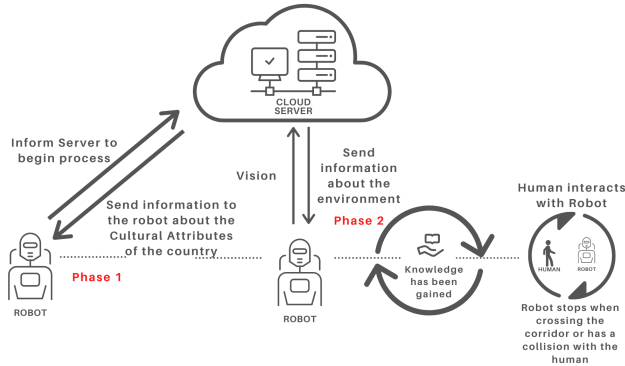 CLOUD
SERVER
Inform Server to
begin process
Send information to
the robot about the
Cultural Attributes
of the country
Phase 1
ROBOT
Vision
Send
information
about the
environment
Phase 2
ROBOT
Knowledge
has been
gained
Human interacts
with Robot
HUMAN
ROBOT
Robot stops when
crossing the
corridor or has a
collision with the
human